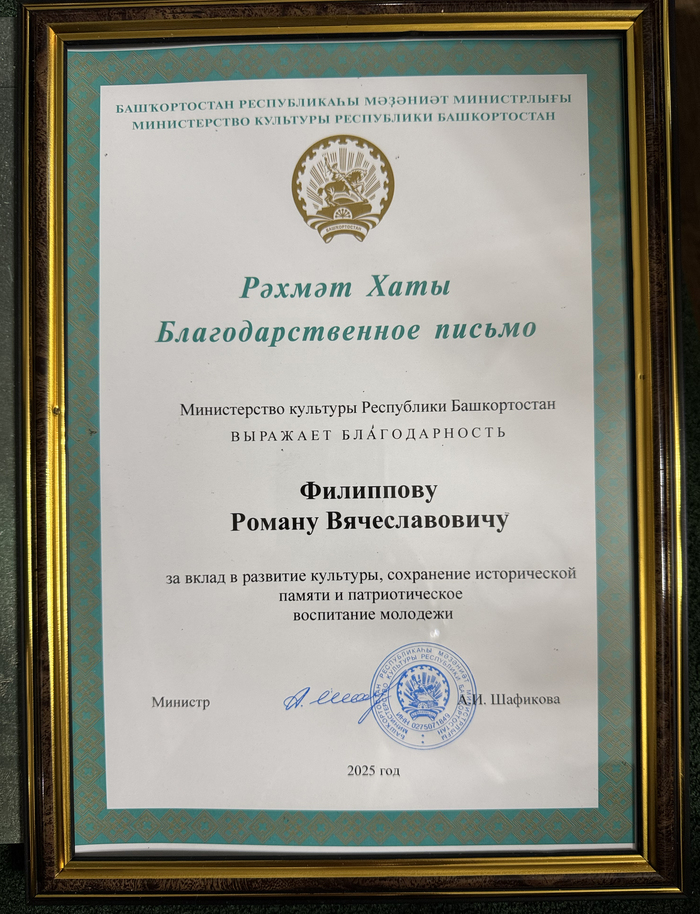 БАШҠОРТОСТАН РЕСПУБЛИКАҺЫ МӘҘӘНИӘТ МИНИСТРЛЫҒЫ
МИНИСТЕРСТВО КУЛЬТУРЫ РЕСПУБЛИКИ БАШКОРТОСТАН
БАШКОРТОСТАН
Рәхмәт Хаты
Благодарственное письмо
Министерство культуры Республики Башкортостан
ВЫРАЖАЕТ БЛАГОДАРНОСТЬ
Филиппову
Роману Вячеславовичу
за вклад в развитие культуры, сохранение исторической
памяти и патриотическое
воспитание молодежи
Министр
А.И. Шафикова
2025 год